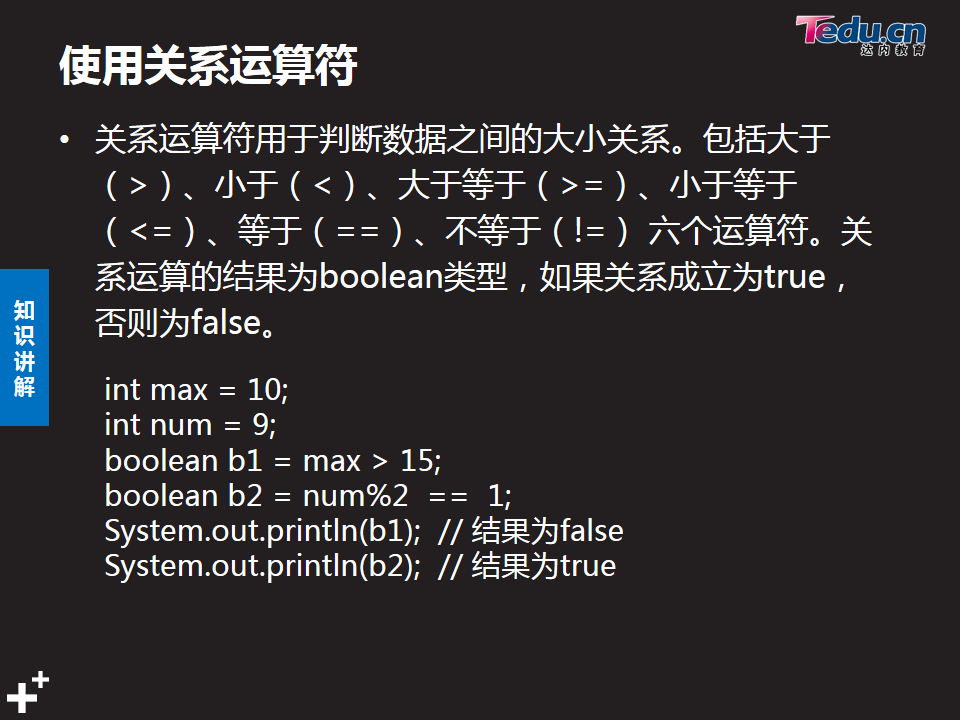 Tedu.cn
达内教育
使用关系运算符
• 关系运算符用于判断数据之间的大小关系。包括大于
（>）、小于（<）、大于等于（>=）、小于等于
（<=）、等于（==）、不等于（!=） 六个运算符。关
系运算的结果为boolean类型，如果关系成立为true，
否则为false。
知
识
讲
解
int max = 10;
int num = 9;
boolean b1 = max > 15;
boolean b2 = num%2  ==  1;
System.out.println(b1);  // 结果为false
System.out.println(b2);  // 结果为true